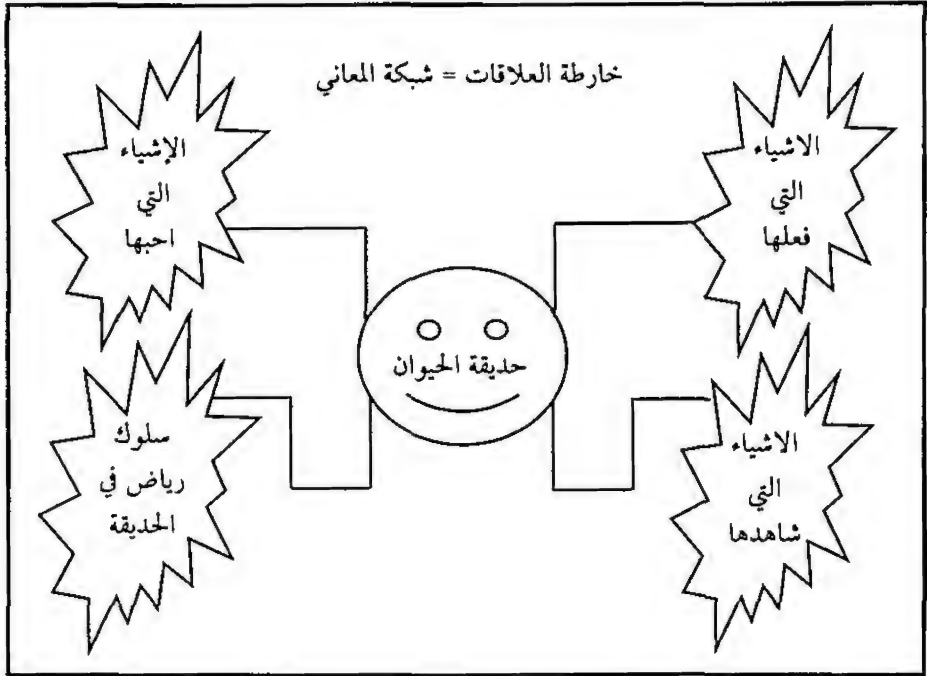 خارطة العلاقات = شبكة المعاني
الاشياء
التي
فعلها
الإشياء
التي
احبها
حديقة الحيوان
الاشياء
التي
شاهدها
سلوك
رياض في
الحديقة